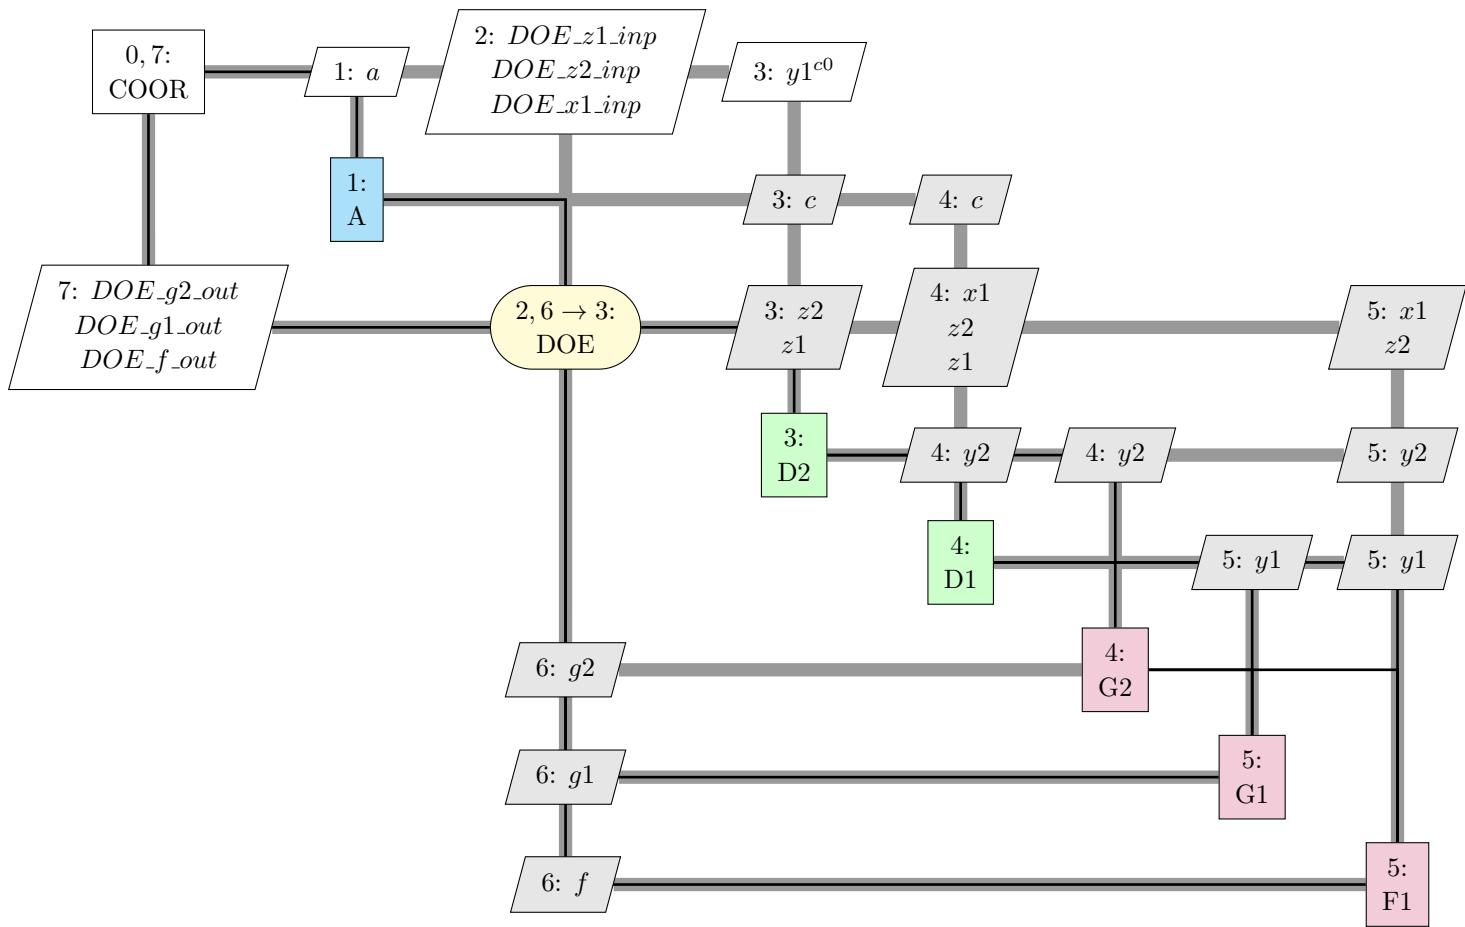 0, 7:
COOR
1: a
2: DOE_z1_inp
DOE_z2_inp
DOE_x1_inp
3: y1^{c0}
1:
A
3: c
4: c
7: DOE_g2_out
DOE_g1_out
DOE_f_out
2, 6 → 3:
DOE
3: z2
z1
4: x1
z2
z1
5: x1
z2
3:
D2
4: y2
4: y2
5: y2
4:
D1
5: y1
5: y1
6: g2
4:
G2
6: g1
5:
G1
6: f
5:
F1